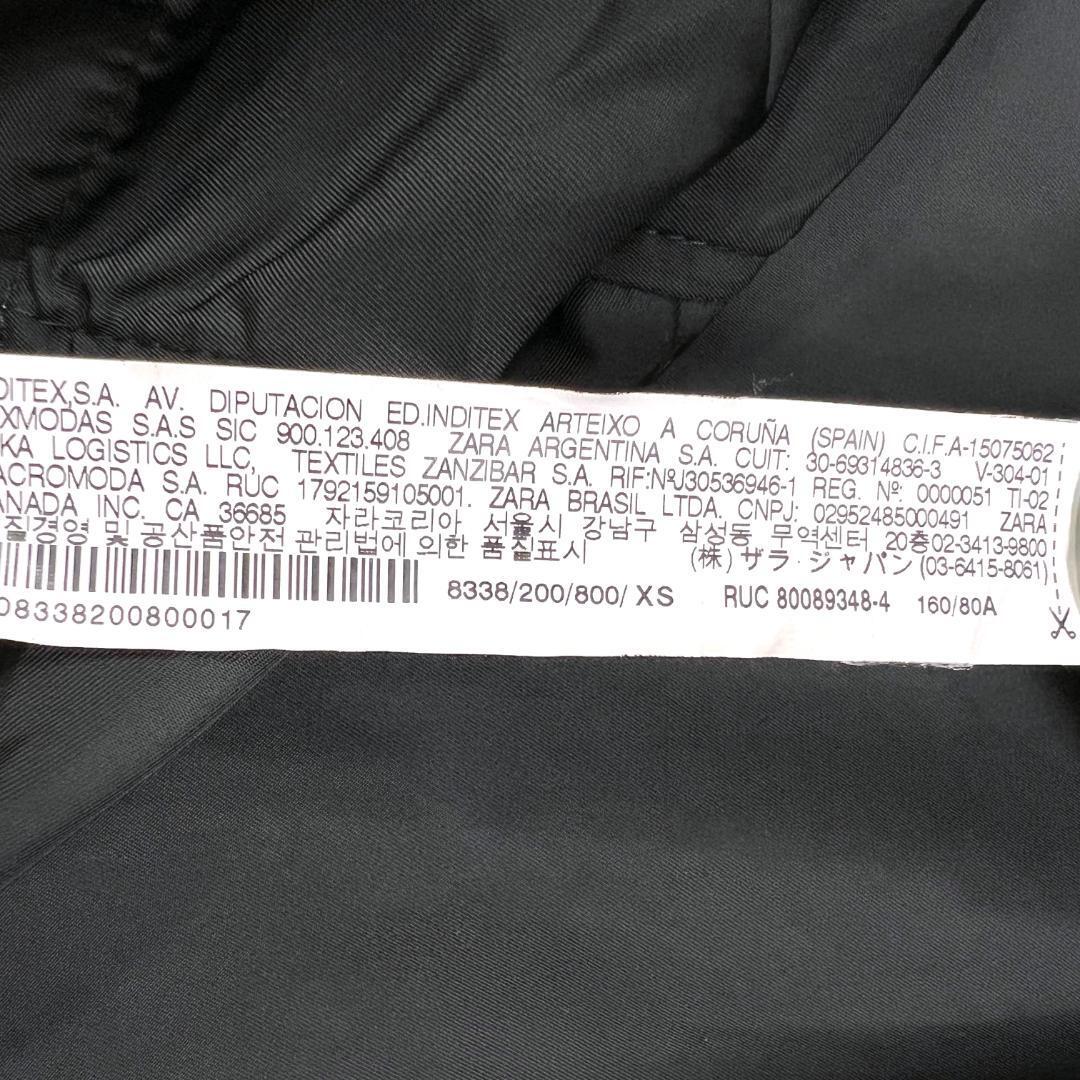 DITEX,S.A. AV. DIPUTACION ED.INDITEX ARTEIXO A CORUÑA (SPAIN) C.I.F.A-15075062
OXMODAS S.A.S SIC 900.123.408 ZARA ARGENTINA S.A. CUIT: 30-69314836-3 V-304-01
KA LOGISTICS LLC, TEXTILES ZANZIBAR S.A. RIF:NºJ30536946-1 REG. Nº: 0000051 TI-02
ACROMODA S.A. RUC 1792159105001. ZARA BRASIL LTDA. CNPJ: 02952485000491 ZARA
ANADA INC. CA 36685 자라코리아 서울시 강남구 삼성동 무역센터 20층02-3413-9800
질경영 및 공산품안전 관리법에 의한 품질표시 (株) ザラ・ジャパン (03-6415-8061)
8338/200/800/ XS RUC 80089348-4 160/80A
08338200800017